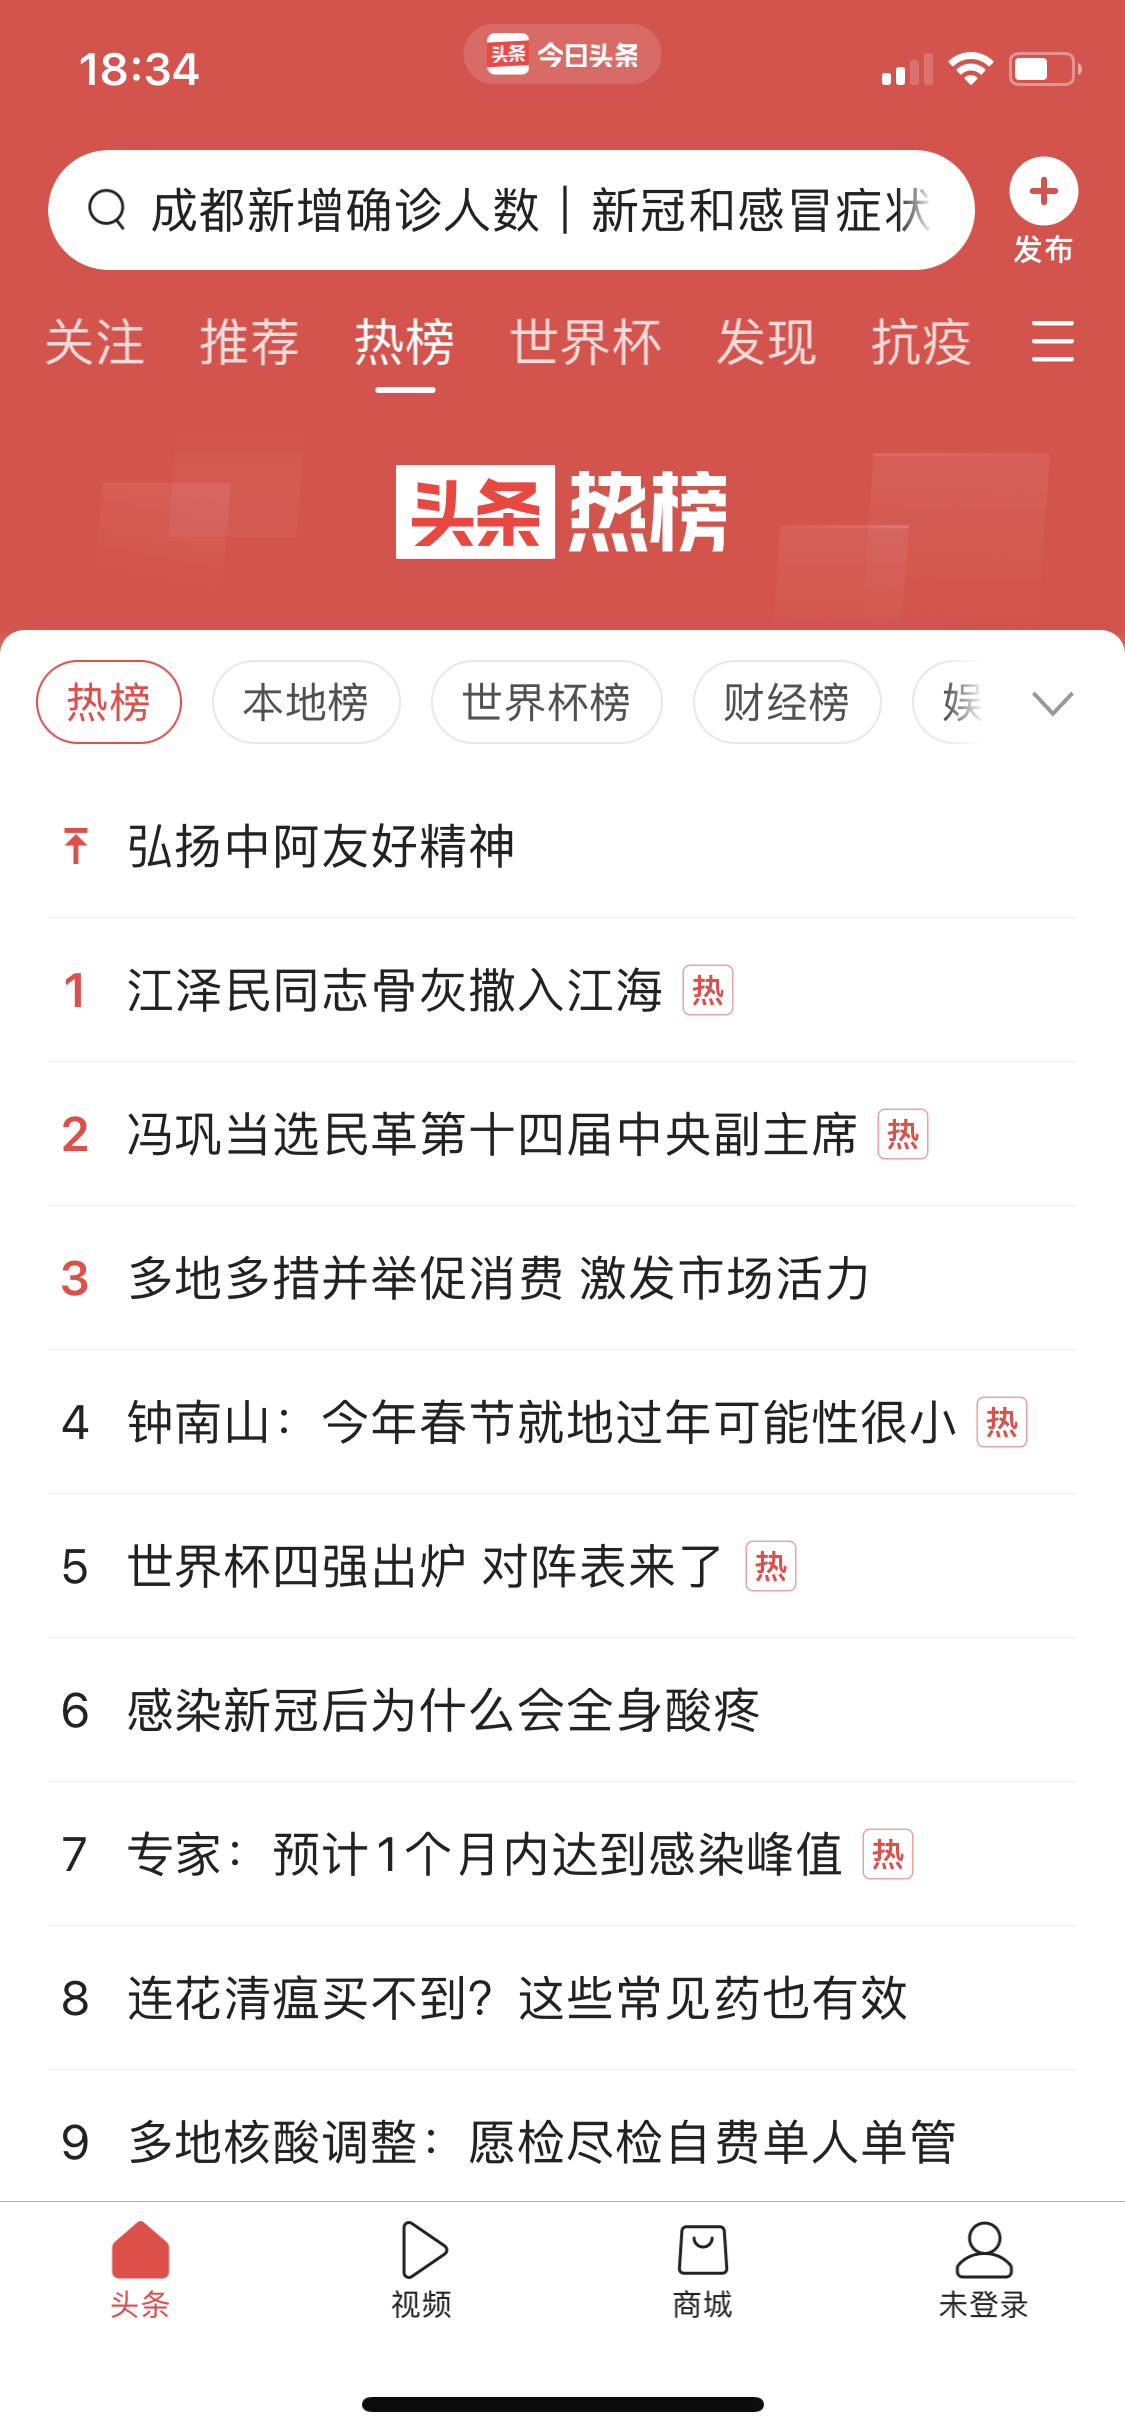 18:34
头条 今日头条
成都新增确诊人数｜新冠和感冒症状
发布
关注 推荐 热榜 世界杯 发现 抗疫
头条 热榜
热榜 本地榜 世界杯榜 财经榜 娱
弘扬中阿友好精神
1 江泽民同志骨灰撒入江海 热
2 冯巩当选民革第十四届中央副主席 热
3 多地多措并举促消费 激发市场活力
4 钟南山：今年春节就地过年可能性很小 热
5 世界杯四强出炉 对阵表来了 热
6 感染新冠后为什么会全身酸疼
7 专家：预计1个月内达到感染峰值 热
8 连花清瘟买不到？这些常见药也有效
9 多地核酸调整：愿检尽检自费单人单管
头条 视频 商城 未登录